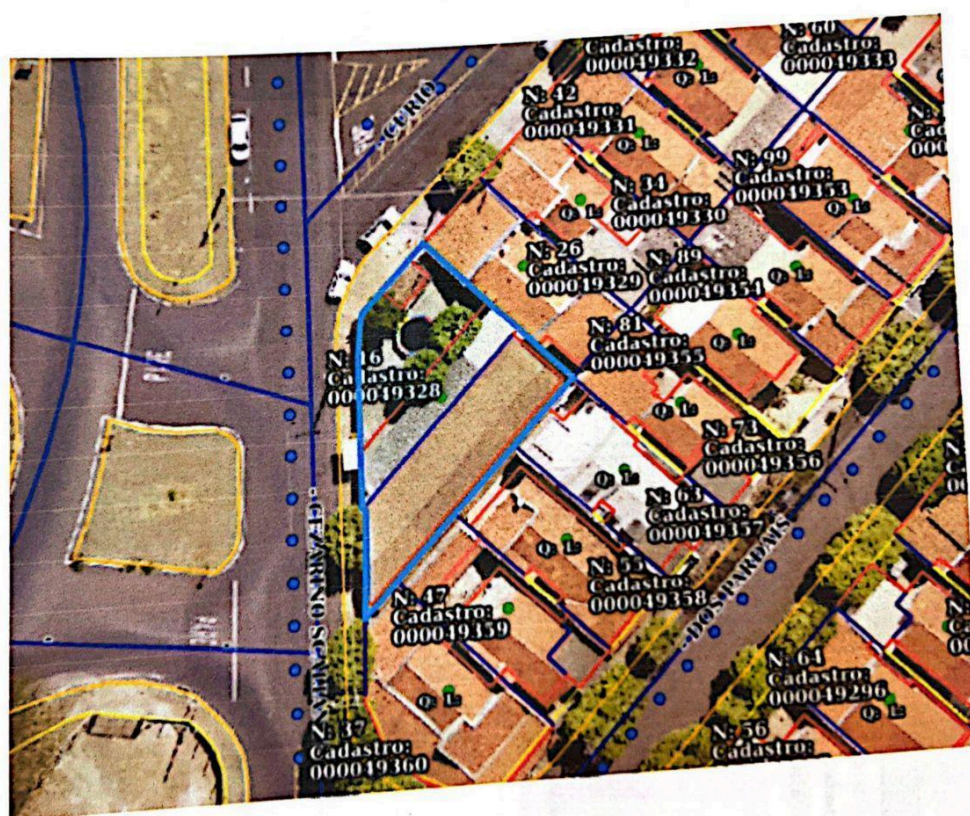 N: 60
Cadastro:
000049333
Cadastro:
000049332
Q: L:
N: 42
Cadastro:
000049331
Q: L:
CURIO
N: 99
Cadastro:
000049353
Q: L:
N: 34
Cadastro:
000049330
Q: L:
N: 26
Cadastro:
000049329
N: 89
Cadastro:
000049354
Q: L:
N: 81
Cadastro:
000049355
Q: L:
Cadastro:
000049328
N: 73
Cadastro:
000049356
Q: L:
N: 63
Cadastro:
000049357
Q: L:
N: 55
Cadastro:
000049358
Q: L:
DOS PARDAIS
N: 47
Cadastro:
000049359
Q: L:
N: 64
Cadastro:
000049296
Q: L:
N: 56
Cadastro:
N: 37
Cadastro:
000049360